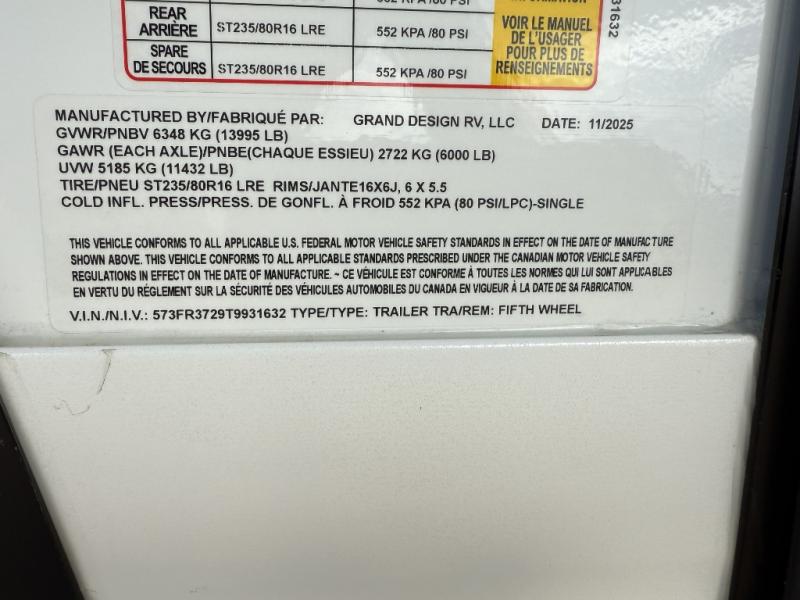 552 KPA /80 PSI
REAR
ARRIÈRE
ST235/80R16 LRE
552 KPA /80 PSI
SPARE
DE SECOURS
ST235/80R16 LRE
552 KPA /80 PSI
INFORMATION
VOIR LE MANUEL
DE L'USAGER
POUR PLUS DE
RENSEIGNEMENTS
31632
MANUFACTURED BY/FABRIQUÉ PAR: GRAND DESIGN RV, LLC DATE: 11/2025
GVWR/PNBV 6348 KG (13995 LB)
GAWR (EACH AXLE)/PNBE(CHAQUE ESSIEU) 2722 KG (6000 LB)
UVW 5185 KG (11432 LB)
TIRE/PNEU ST235/80R16 LRE RIMS/JANTE16X6J, 6 X 5.5
COLD INFL. PRESS/PRESS. DE GONFL. À FROID 552 KPA (80 PSI/LPC)-SINGLE
THIS VEHICLE CONFORMS TO ALL APPLICABLE U.S. FEDERAL MOTOR VEHICLE SAFETY STANDARDS IN EFFECT ON THE DATE OF MANUFACTURE
SHOWN ABOVE. THIS VEHICLE CONFORMS TO ALL APPLICABLE STANDARDS PRESCRIBED UNDER THE CANADIAN MOTOR VEHICLE SAFETY
REGULATIONS IN EFFECT ON THE DATE OF MANUFACTURE. ~ CE VÉHICULE EST CONFORME À TOUTES LES NORMES QUI LUI SONT APPLICABLES
EN VERTU DU RÉGLEMENT SUR LA SÉCURITÉ DES VÉHICULES AUTOMOBILES DU CANADA EN VIGUEUR À LA DATE DE SA FABRICATION.
V.I.N./N.I.V.: 573FR3729T9931632 TYPE/TYPE: TRAILER TRA/REM: FIFTH WHEEL